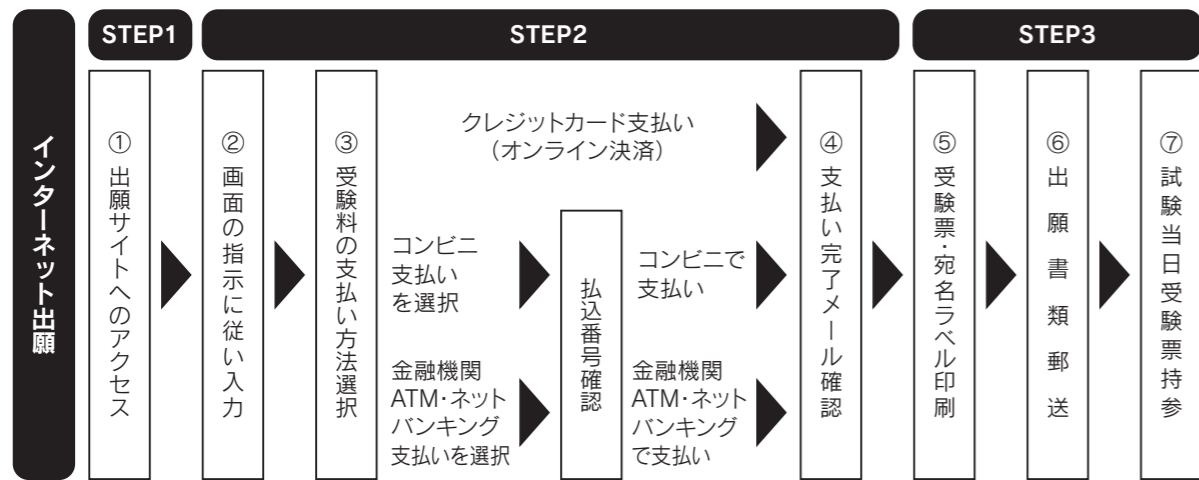 インターネット出願
STEP1
STEP2
STEP3
①出願サイトへのアクセス
②画面の指示に従い入力
③受験料の支払い方法選択
クレジットカード支払い
（オンライン決済）
コンビニ
支払い
を選択
金融機関
ATM・ネット
バンキング
支払いを選択
払込番号確認
コンビニで
支払い
金融機関
ATM・ネット
バンキング
で支払い
④支払い完了メール確認
⑤受験票・宛名ラベル印刷
⑥出願書類郵送
⑦試験当日受験票持参